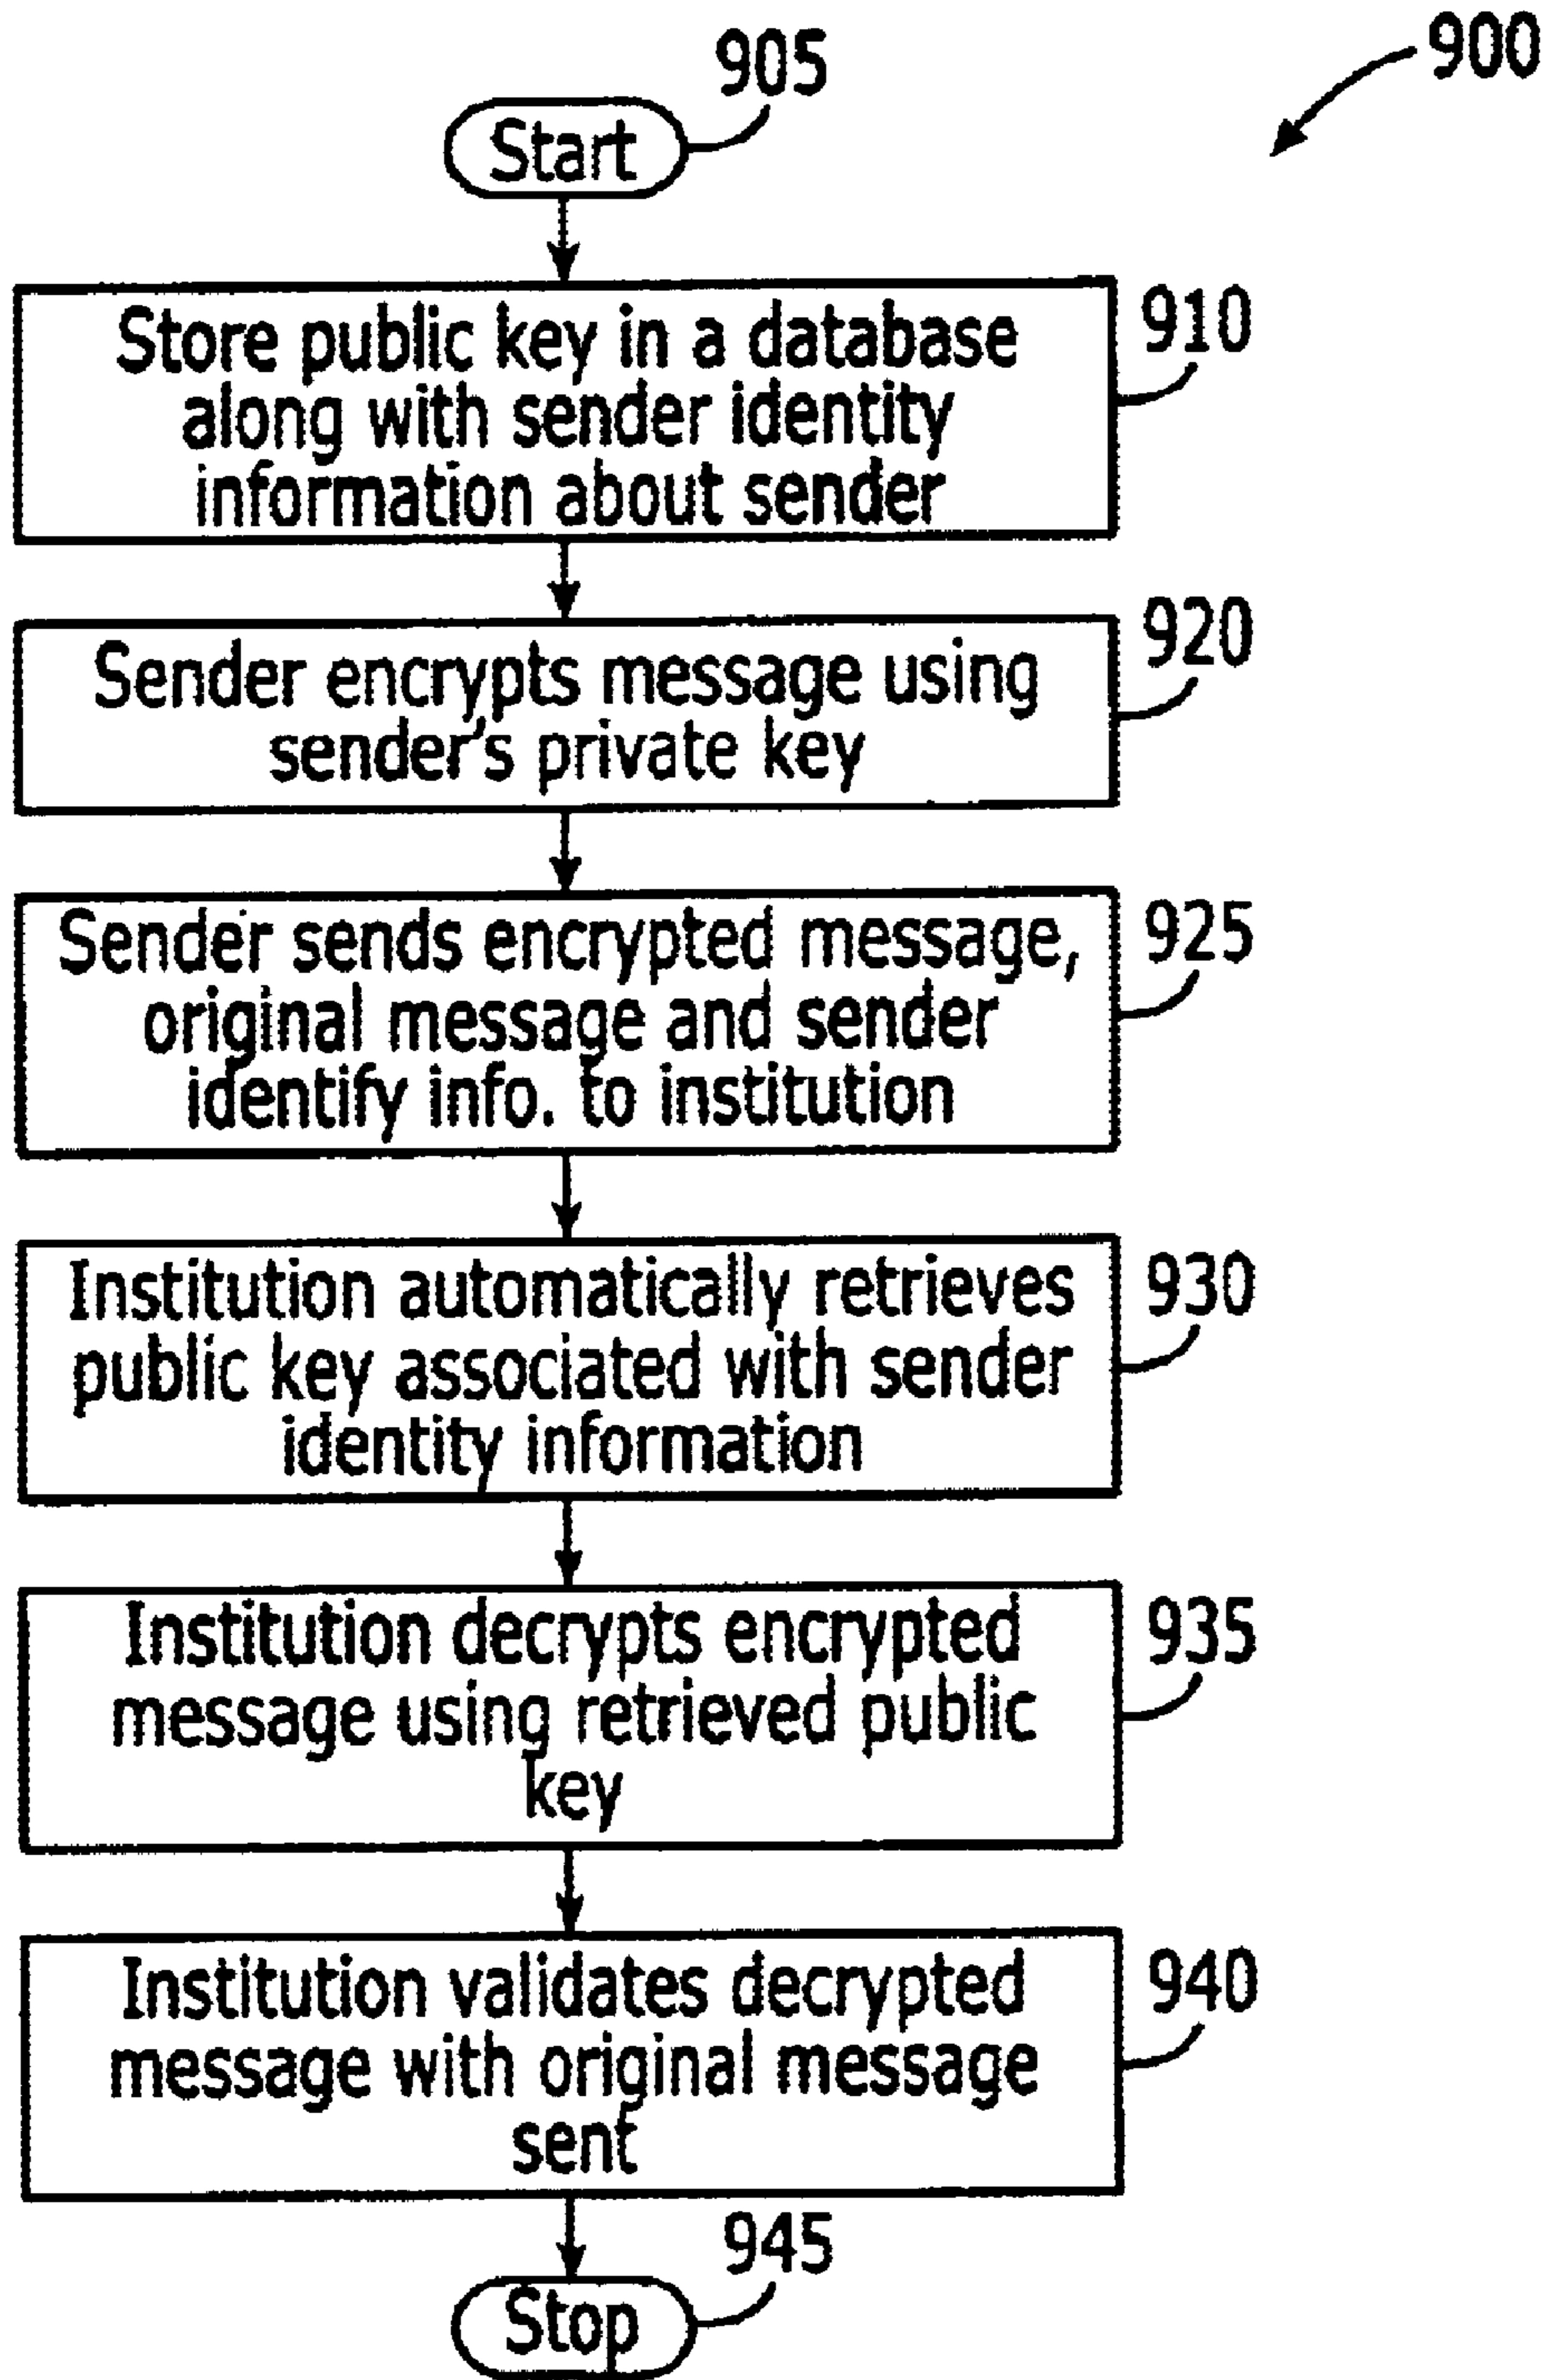 900
905
Start
910
Store public key in a database
along with sender identity
information about sender
920
Sender encrypts message using
sender's private key
925
Sender sends encrypted message,
original message and sender
identify info. to institution
930
Institution automatically retrieves
public key associated with sender
identity information
935
Institution decrypts encrypted
message using retrieved public
key
940
Institution validates decrypted
message with original message
sent
945
Stop